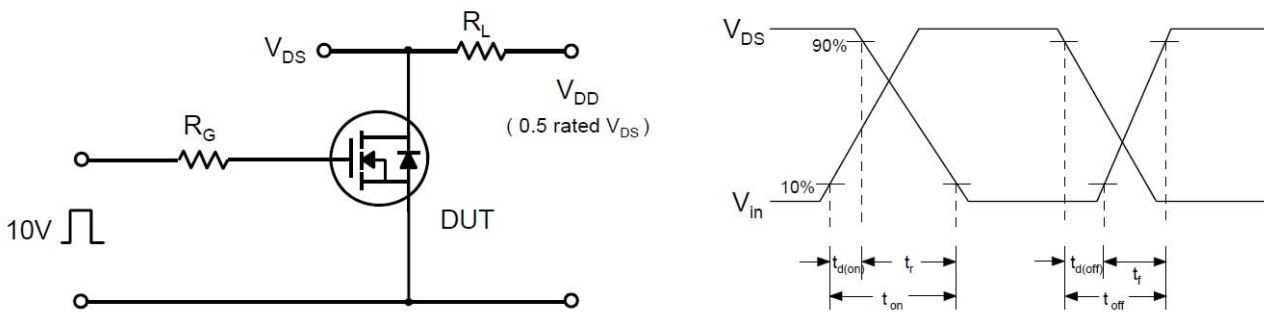 R_L
V_DS
V_DD
( 0.5 rated V_DS )
R_G
10V
DUT
V_DS
90%
10%
V_in
t_d(on)
t_r
t_d(off)
t_f
t_on
t_off